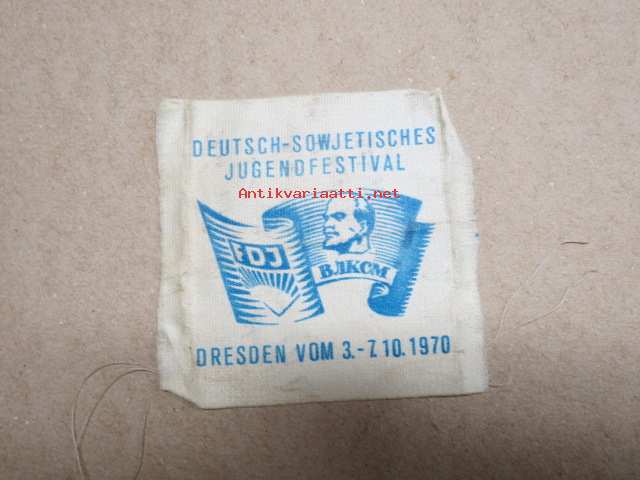 DEUTSCH-SOWJETISCHES
JUGENDFESTIVAL
Antikvariaatti.net
FDJ
ВЛКСМ
DRESDEN VOM 3.-7.10.1970